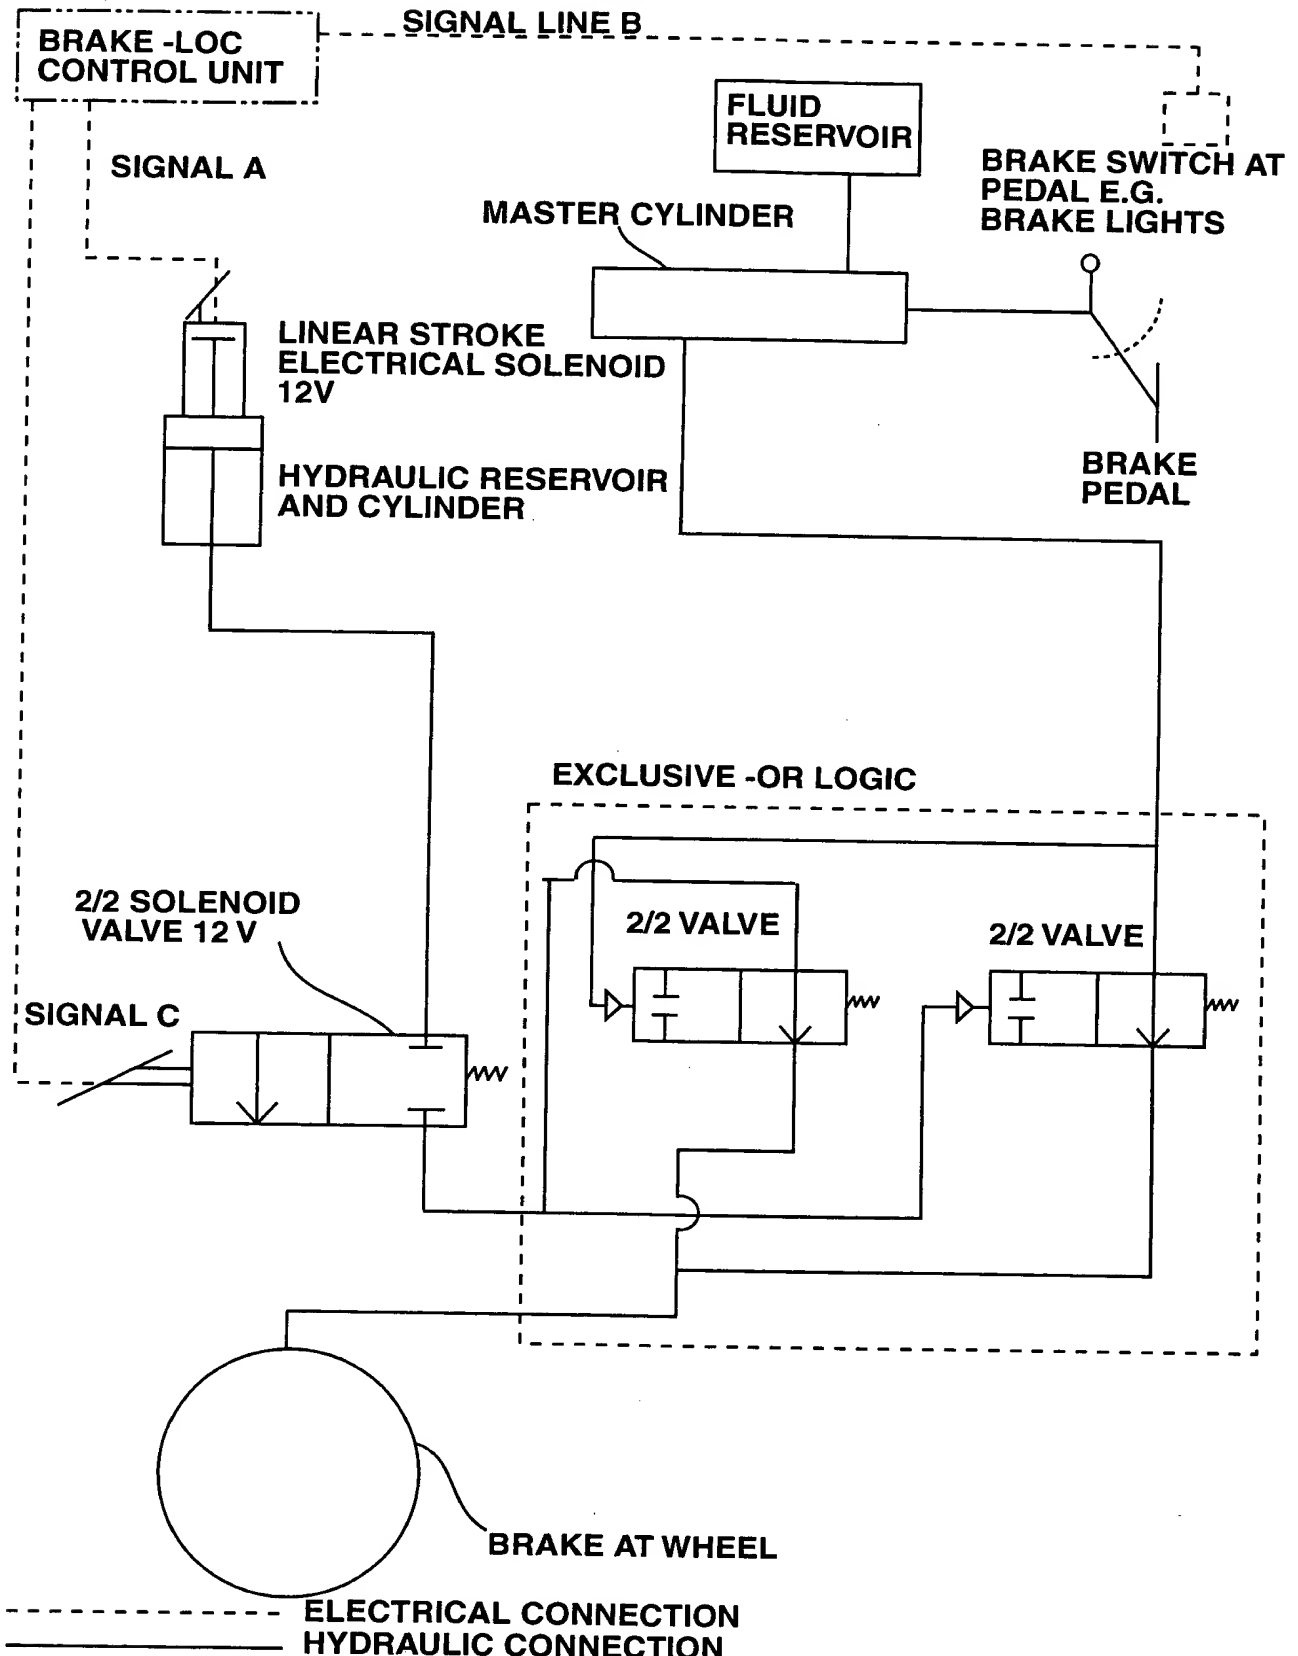 SIGNAL LINE B
BRAKE -LOC
CONTROL UNIT
FLUID
RESERVOIR
SIGNAL A
BRAKE SWITCH AT
PEDAL E.G.
BRAKE LIGHTS
MASTER CYLINDER
LINEAR STROKE
ELECTRICAL SOLENOID
12V
HYDRAULIC RESERVOIR
AND CYLINDER
BRAKE
PEDAL
EXCLUSIVE -OR LOGIC
2/2 SOLENOID
VALVE 12 V
2/2 VALVE
2/2 VALVE
SIGNAL C
BRAKE AT WHEEL
ELECTRICAL CONNECTION
HYDRAULIC CONNECTION